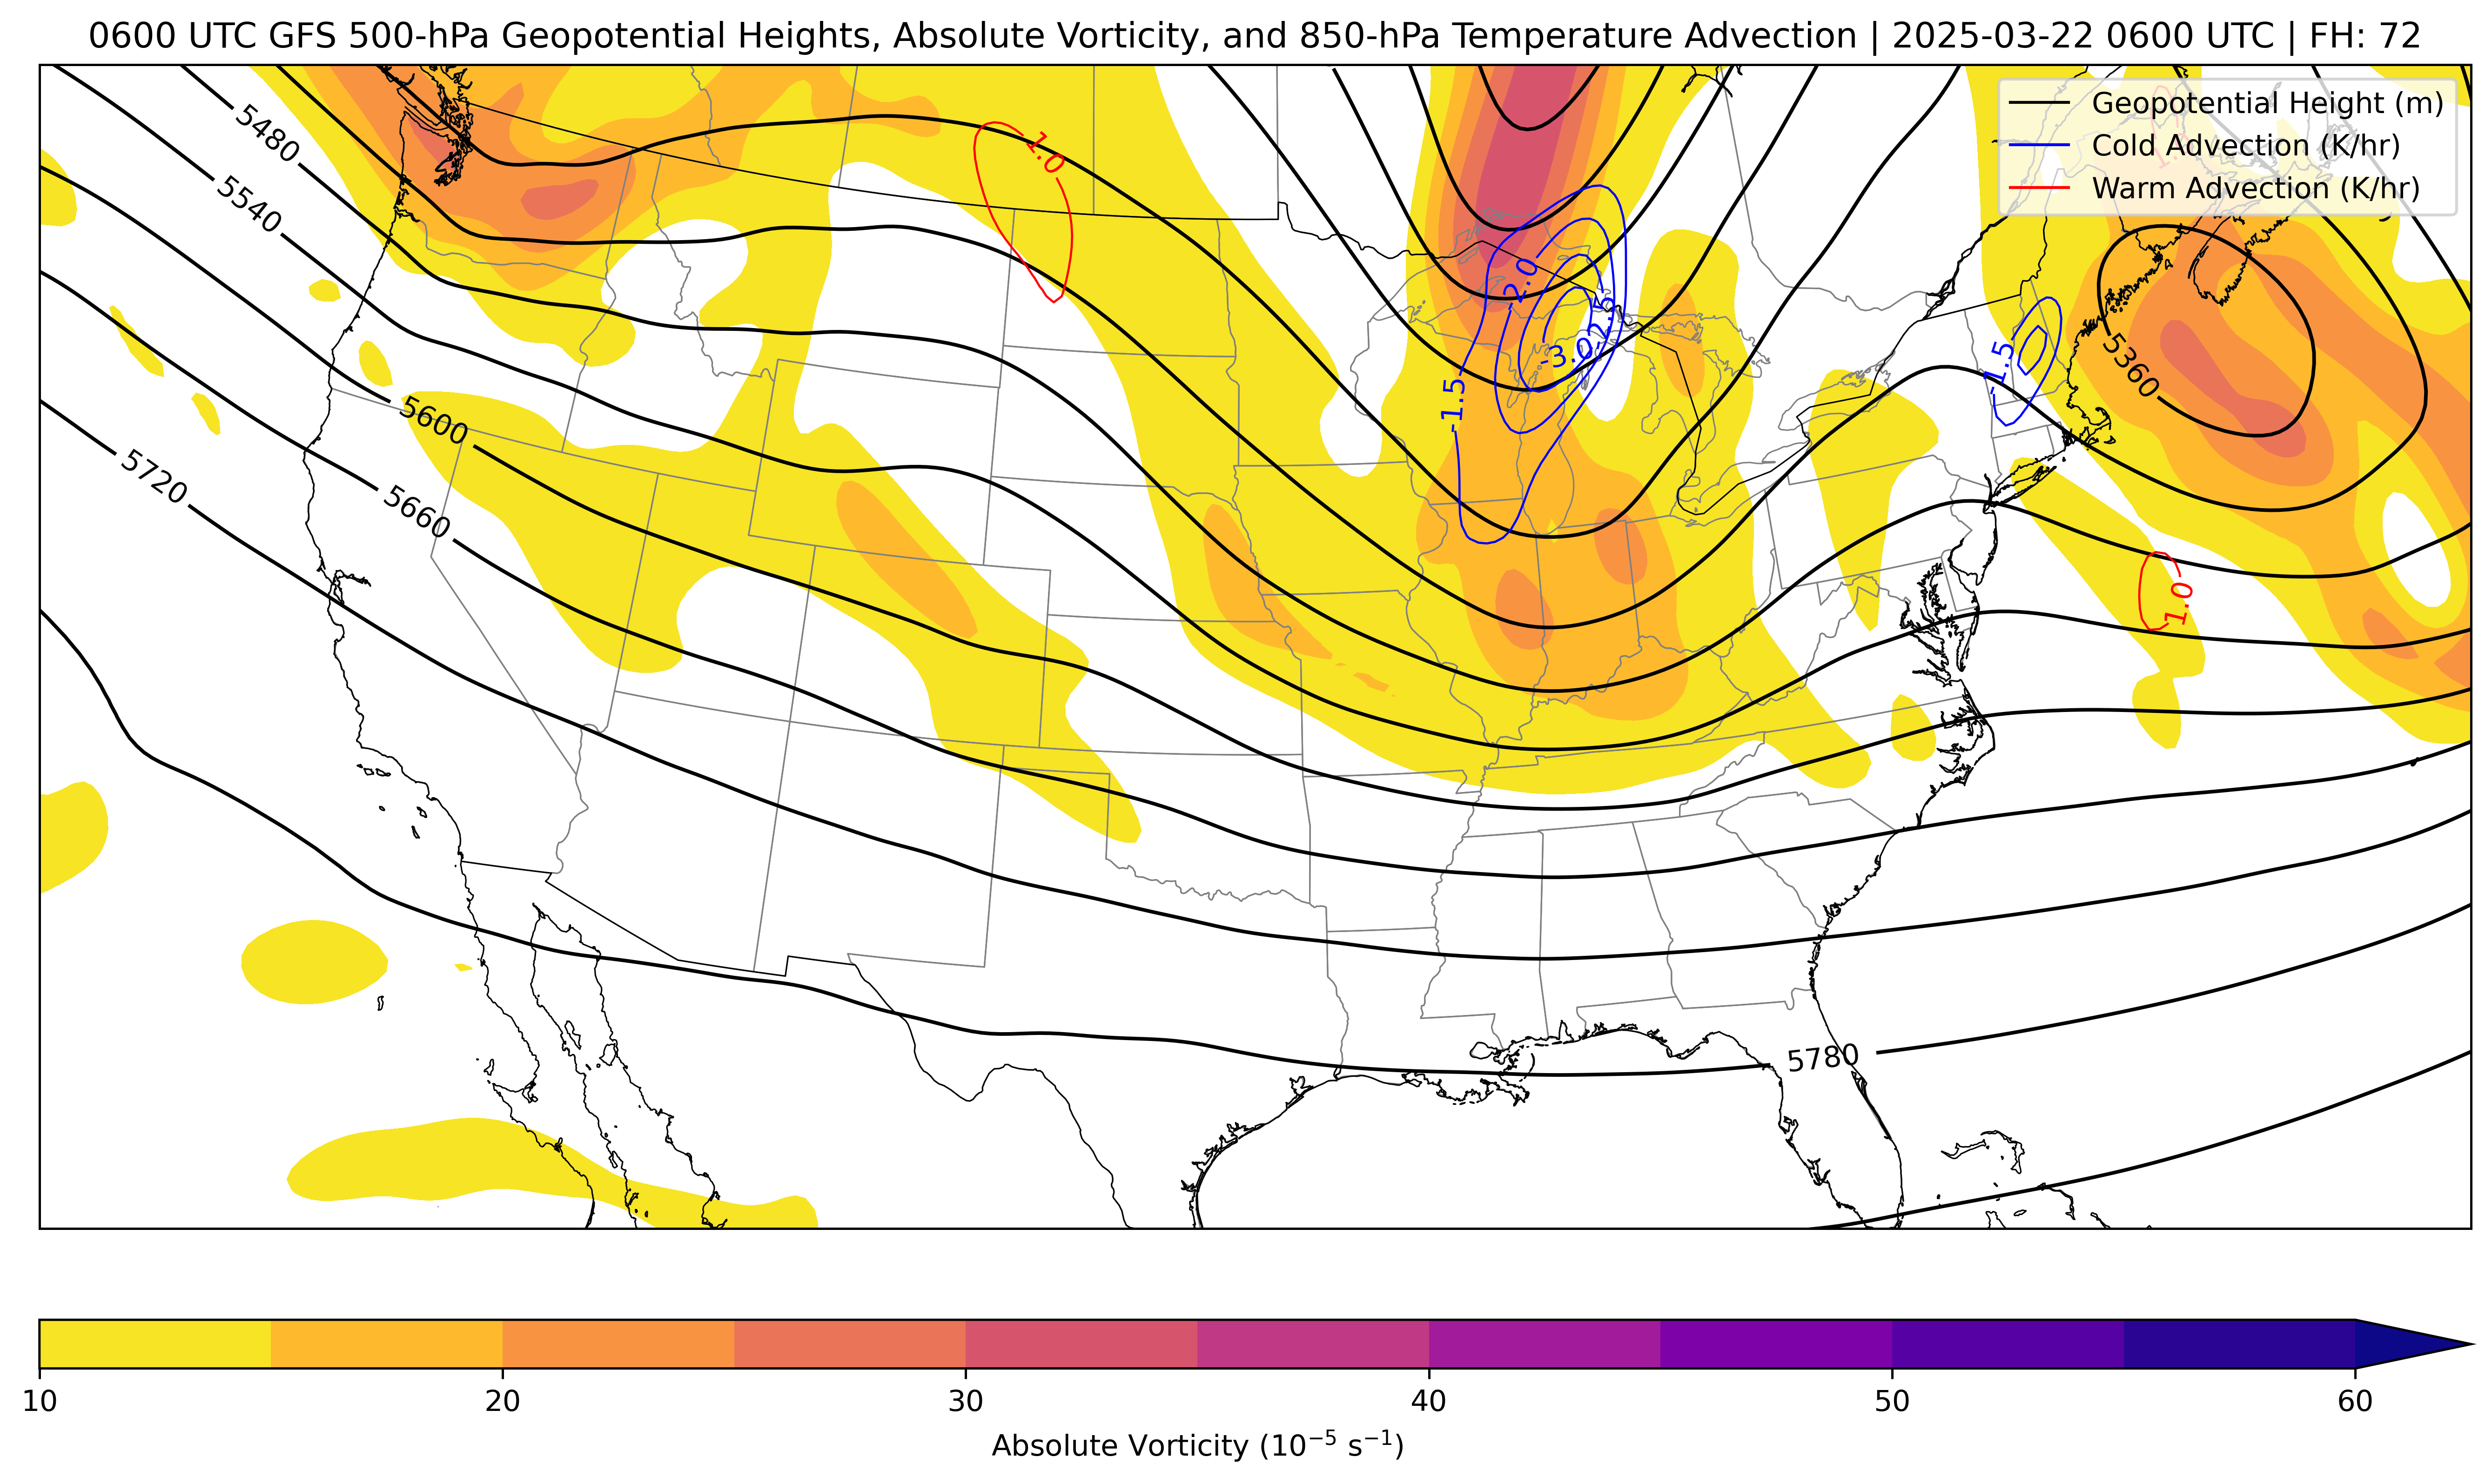 0600 UTC GFS 500-hPa Geopotential Heights, Absolute Vorticity, and 850-hPa Temperature Advection | 2025-03-22 0600 UTC | FH: 72
Geopotential Height (m)
Cold Advection (K/hr)
Warm Advection (K/hr)
5480
5540
5600
5660
5720
1.0
-2.0
-2.5
-3.0
-1.5
-1.5
5360
1.0
5780
10 20 30 40 50 60
Absolute Vorticity (10⁻⁵ s⁻¹)